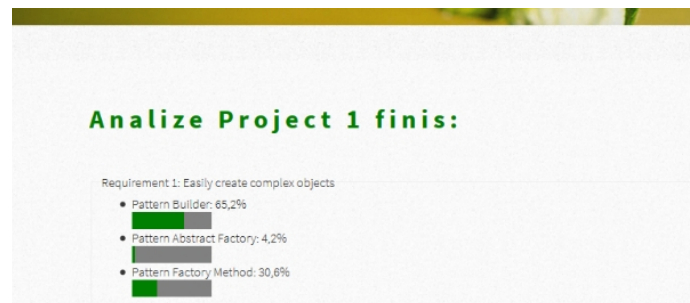 Analize Project 1 finis:
Requirement 1: Easily create complex objects
Pattern Builder: 65,2%
Pattern Abstract Factory: 4,2%
Pattern Factory Method: 30,6%